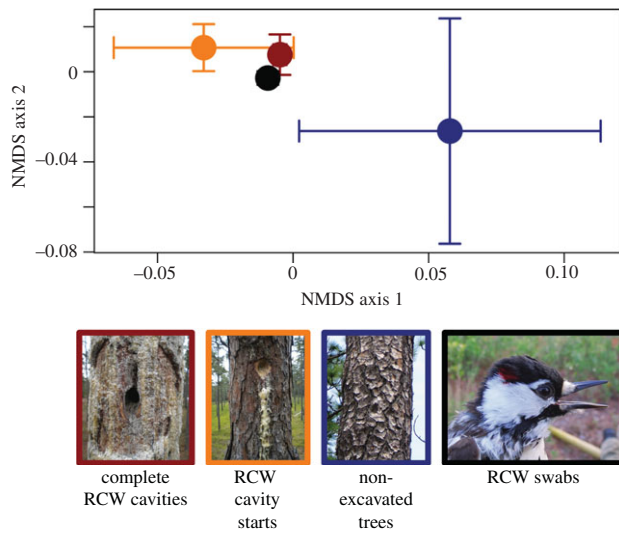 0
−0.04
−0.08
NMDS axis 2
−0.05
0
0.05
0.10
NMDS axis 1
complete
RCW cavities
RCW
cavity
starts
non-
excavated
trees
RCW swabs